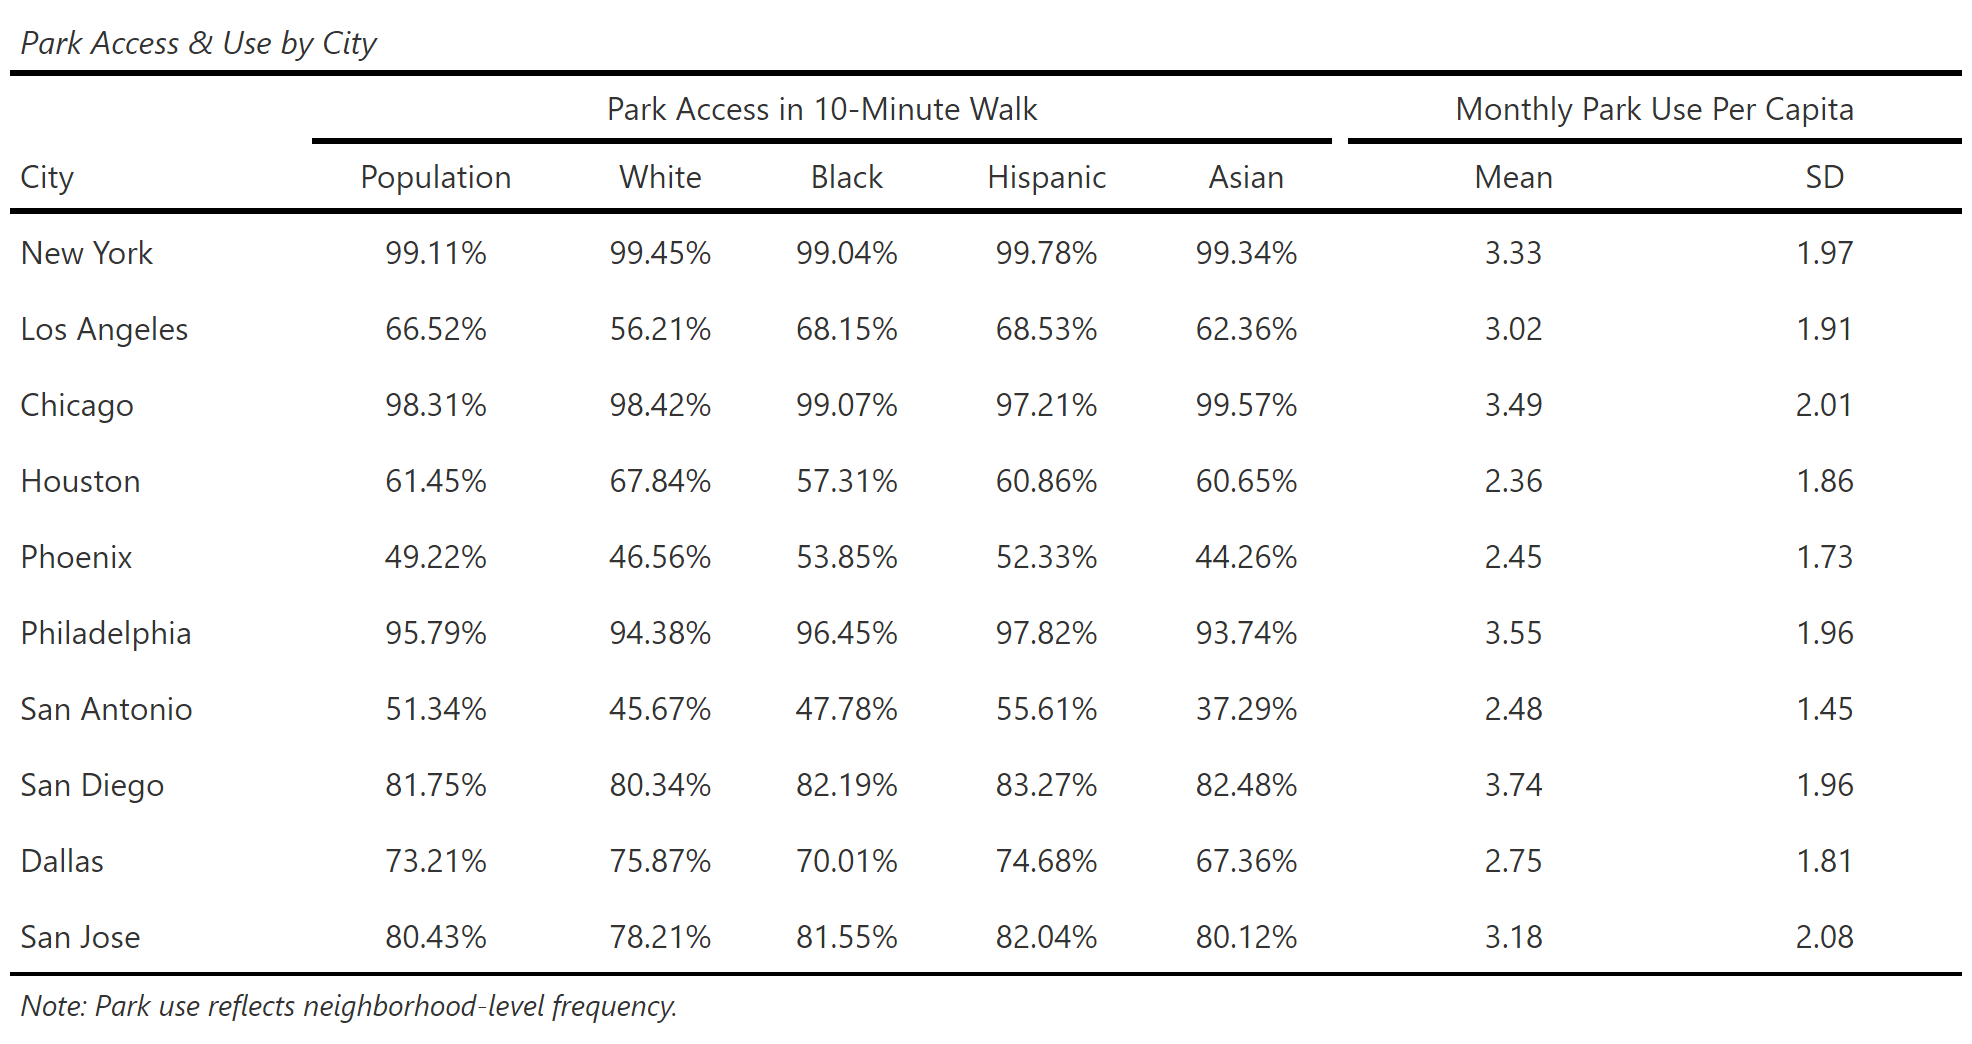 Park Access & Use by City
Park Access in 10-Minute Walk Monthly Park Use Per Capita
City Population White Black Hispanic Asian Mean SD
New York 99.11% 99.45% 99.04% 99.78% 99.34% 3.33 1.97
Los Angeles 66.52% 56.21% 68.15% 68.53% 62.36% 3.02 1.91
Chicago 98.31% 98.42% 99.07% 97.21% 99.57% 3.49 2.01
Houston 61.45% 67.84% 57.31% 60.86% 60.65% 2.36 1.86
Phoenix 49.22% 46.56% 53.85% 52.33% 44.26% 2.45 1.73
Philadelphia 95.79% 94.38% 96.45% 97.82% 93.74% 3.55 1.96
San Antonio 51.34% 45.67% 47.78% 55.61% 37.29% 2.48 1.45
San Diego 81.75% 80.34% 82.19% 83.27% 82.48% 3.74 1.96
Dallas 73.21% 75.87% 70.01% 74.68% 67.36% 2.75 1.81
San Jose 80.43% 78.21% 81.55% 82.04% 80.12% 3.18 2.08
Note: Park use reflects neighborhood-level frequency.